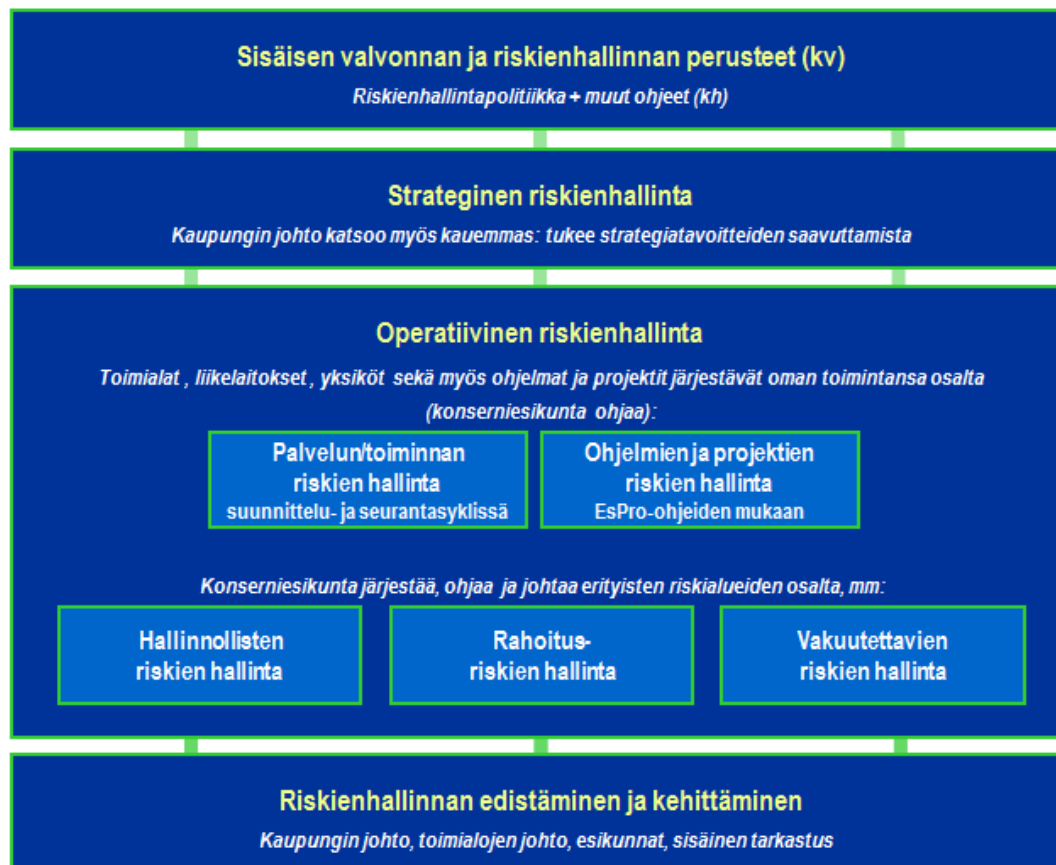 Sisäisen valvonnan ja riskienhallinnan perusteet (kv)
Riskienhallintapolitiikka + muut ohjeet (kh)
Strateginen riskienhallinta
Kaupungin johto katsoo myös kauemmas: tukee strategiatavoitteiden saavuttamista
Operatiivinen riskienhallinta
Toimialat , liikelaitokset , yksiköt sekä myös ohjelmat ja projektit järjestävät oman toimintansa osalta
(konserniesikunta ohjaa):
Palvelun/toiminnan
riskien hallinta
suunnittelu- ja seurantasyklissä
Ohjelmien ja projektien
riskien hallinta
EsPro-ohjeiden mukaan
Konserniesikunta järjestää, ohjaa ja johtaa erityisten riskialueiden osalta, mm:
Hallinnollisten
riskien hallinta
Rahoitus-
riskien hallinta
Vakuutettavien
riskien hallinta
Riskienhallinnan edistäminen ja kehittäminen
Kaupungin johto, toimialojen johto, esikunnat, sisäinen tarkastus